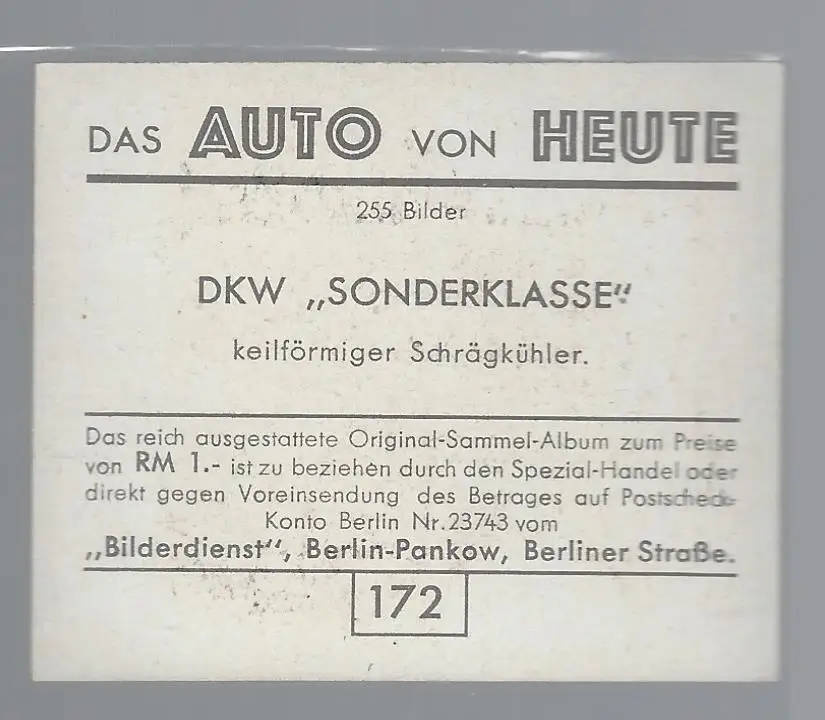 DAS AUTO VON HEUTE
255 Bilder
DKW „SONDERKLASSE“
keilförmiger Schrägkühler.
Das reich ausgestattete Original-Sammel-Album zum Preise
von RM 1.- ist zu beziehen durch den Spezial-Handel oder
direkt gegen Voreinsendung des Betrages auf Postscheck-
Konto Berlin Nr. 23743 vom
„Bilderdienst“, Berlin-Pankow, Berliner Straße.
172